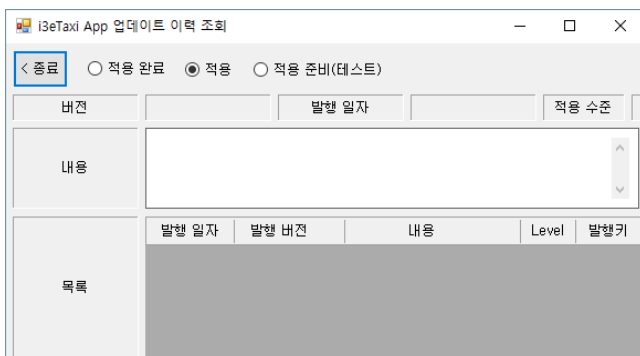 i3eTaxi App 업데이트 이력 조회
< 종료 적용 완료 적용 적용 준비(테스트)
버전 발행 일자 적용 수준
내용
발행 일자 발행 버전 내용 Level 발행키
목록